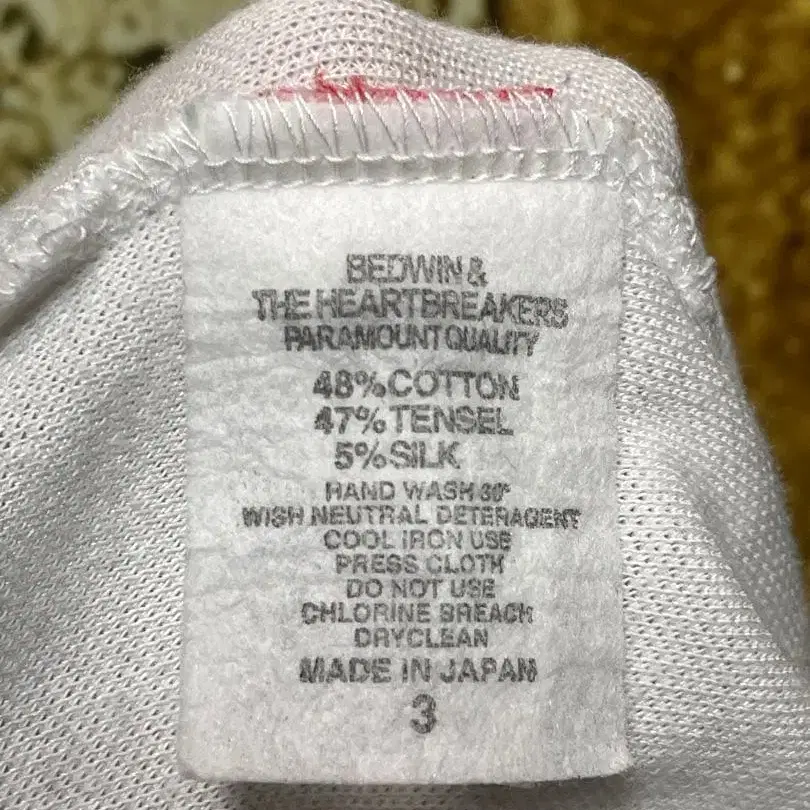 BEDWIN &
THE HEARTBREAKERS
PARAMOUNT QUALITY
48% COTTON
47% TENSEL
5% SILK
HAND WASH 30°
WISH NEUTRAL DETERAGENT
COOL IRON USE
PRESS CLOTH
DO NOT USE
CHLORINE BREACH
DRYCLEAN
MADE IN JAPAN
3